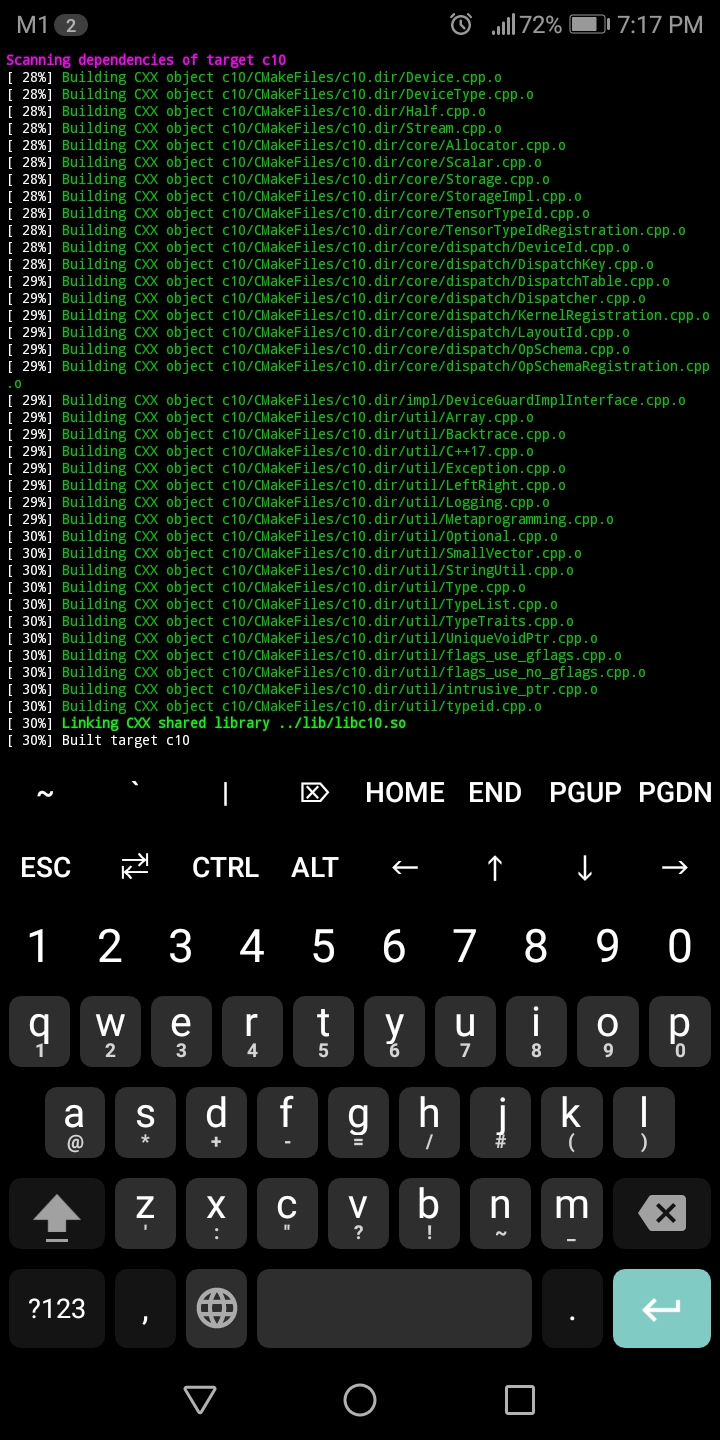 M1 2 72% 7:17 PM
Scanning dependencies of target c10
[ 28%] Building CXX object c10/CMakeFiles/c10.dir/Device.cpp.o
[ 28%] Building CXX object c10/CMakeFiles/c10.dir/DeviceType.cpp.o
[ 28%] Building CXX object c10/CMakeFiles/c10.dir/Half.cpp.o
[ 28%] Building CXX object c10/CMakeFiles/c10.dir/Stream.cpp.o
[ 28%] Building CXX object c10/CMakeFiles/c10.dir/core/Allocator.cpp.o
[ 28%] Building CXX object c10/CMakeFiles/c10.dir/core/Scalar.cpp.o
[ 28%] Building CXX object c10/CMakeFiles/c10.dir/core/Storage.cpp.o
[ 28%] Building CXX object c10/CMakeFiles/c10.dir/core/StorageImpl.cpp.o
[ 28%] Building CXX object c10/CMakeFiles/c10.dir/core/TensorTypeId.cpp.o
[ 28%] Building CXX object c10/CMakeFiles/c10.dir/core/TensorTypeIdRegistration.cpp.o
[ 28%] Building CXX object c10/CMakeFiles/c10.dir/core/dispatch/DeviceId.cpp.o
[ 28%] Building CXX object c10/CMakeFiles/c10.dir/core/dispatch/DispatchKey.cpp.o
[ 29%] Building CXX object c10/CMakeFiles/c10.dir/core/dispatch/DispatchTable.cpp.o
[ 29%] Building CXX object c10/CMakeFiles/c10.dir/core/dispatch/Dispatcher.cpp.o
[ 29%] Building CXX object c10/CMakeFiles/c10.dir/core/dispatch/KernelRegistration.cpp.o
[ 29%] Building CXX object c10/CMakeFiles/c10.dir/core/dispatch/LayoutId.cpp.o
[ 29%] Building CXX object c10/CMakeFiles/c10.dir/core/dispatch/OpSchema.cpp.o
[ 29%] Building CXX object c10/CMakeFiles/c10.dir/core/dispatch/OpSchemaRegistration.cpp
.o
[ 29%] Building CXX object c10/CMakeFiles/c10.dir/impl/DeviceGuardImplInterface.cpp.o
[ 29%] Building CXX object c10/CMakeFiles/c10.dir/util/Array.cpp.o
[ 29%] Building CXX object c10/CMakeFiles/c10.dir/util/Backtrace.cpp.o
[ 29%] Building CXX object c10/CMakeFiles/c10.dir/util/C++17.cpp.o
[ 29%] Building CXX object c10/CMakeFiles/c10.dir/util/Exception.cpp.o
[ 29%] Building CXX object c10/CMakeFiles/c10.dir/util/LeftRight.cpp.o
[ 29%] Building CXX object c10/CMakeFiles/c10.dir/util/Logging.cpp.o
[ 29%] Building CXX object c10/CMakeFiles/c10.dir/util/Metaprogramming.cpp.o
[ 30%] Building CXX object c10/CMakeFiles/c10.dir/util/Optional.cpp.o
[ 30%] Building CXX object c10/CMakeFiles/c10.dir/util/SmallVector.cpp.o
[ 30%] Building CXX object c10/CMakeFiles/c10.dir/util/StringUtil.cpp.o
[ 30%] Building CXX object c10/CMakeFiles/c10.dir/util/Type.cpp.o
[ 30%] Building CXX object c10/CMakeFiles/c10.dir/util/TypeList.cpp.o
[ 30%] Building CXX object c10/CMakeFiles/c10.dir/util/TypeTraits.cpp.o
[ 30%] Building CXX object c10/CMakeFiles/c10.dir/util/UniqueVoidPtr.cpp.o
[ 30%] Building CXX object c10/CMakeFiles/c10.dir/util/flags_use_gflags.cpp.o
[ 30%] Building CXX object c10/CMakeFiles/c10.dir/util/flags_use_no_gflags.cpp.o
[ 30%] Building CXX object c10/CMakeFiles/c10.dir/util/intrusive_ptr.cpp.o
[ 30%] Building CXX object c10/CMakeFiles/c10.dir/util/typeid.cpp.o
[ 30%] Linking CXX shared library ../lib/libc10.so
[ 30%] Built target c10
~ ` | ⌦ HOME END PGUP PGDN
ESC CTRL ALT ← ↑ ↓ →
1 2 3 4 5 6 7 8 9 0
q w e r t y u i o p
1 2 3 4 5 6 7 8 9 0
a s d f g h j k l
@ * + - = / # ( )
z x c v b n m
' : " ? ! ~ _
?123 , .